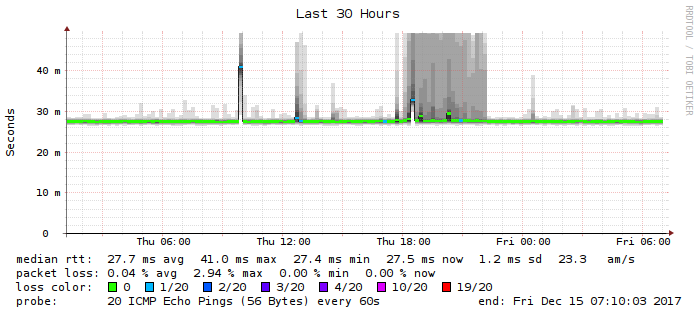 Last 30 Hours
RRDTOOL / TOBI OETIKER
Seconds
40 m
30 m
20 m
10 m
0
Thu 06:00 Thu 12:00 Thu 18:00 Fri 00:00 Fri 06:00
median rtt: 27.7 ms avg 41.0 ms max 27.4 ms min 27.5 ms now 1.2 ms sd 23.3 am/s
packet loss: 0.04 % avg 2.94 % max 0.00 % min 0.00 % now
loss color: 0 1/20 2/20 3/20 4/20 10/20 19/20
probe: 20 ICMP Echo Pings (56 Bytes) every 60s end: Fri Dec 15 07:10:03 2017